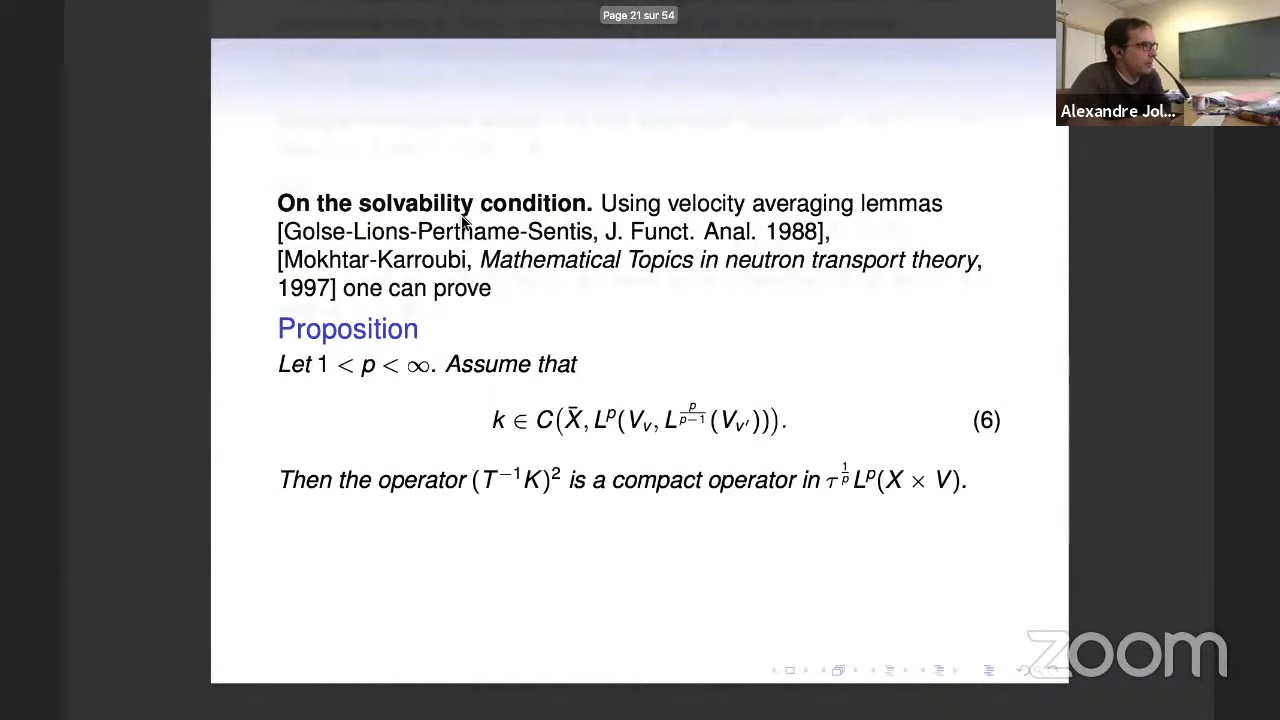 Page 21 sur 54
Alexandre Jol...
On the solvability condition. Using velocity averaging lemmas
[Golse-Lions-Perthame-Sentis, J. Funct. Anal. 1988],
[Mokhtar-Karroubi, Mathematical Topics in neutron transport theory,
1997] one can prove
Proposition
Let 1 < p < ∞. Assume that
k ∈ C(X̄, L^p(V_v, L^{p/(p−1)}(V_{v′}))). (6)
Then the operator (T⁻¹K)² is a compact operator in τ^{1/p}L^p(X × V).
zoom